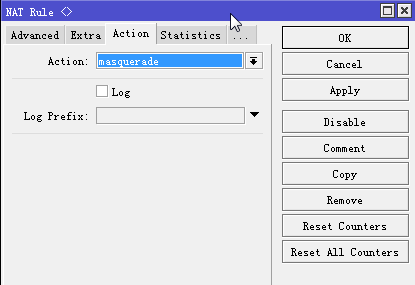 NAT Rule <>
Advanced Extra Action Statistics ...
Action: masquerade
Log
Log Prefix:
OK
Cancel
Apply
Disable
Comment
Copy
Remove
Reset Counters
Reset All Counters